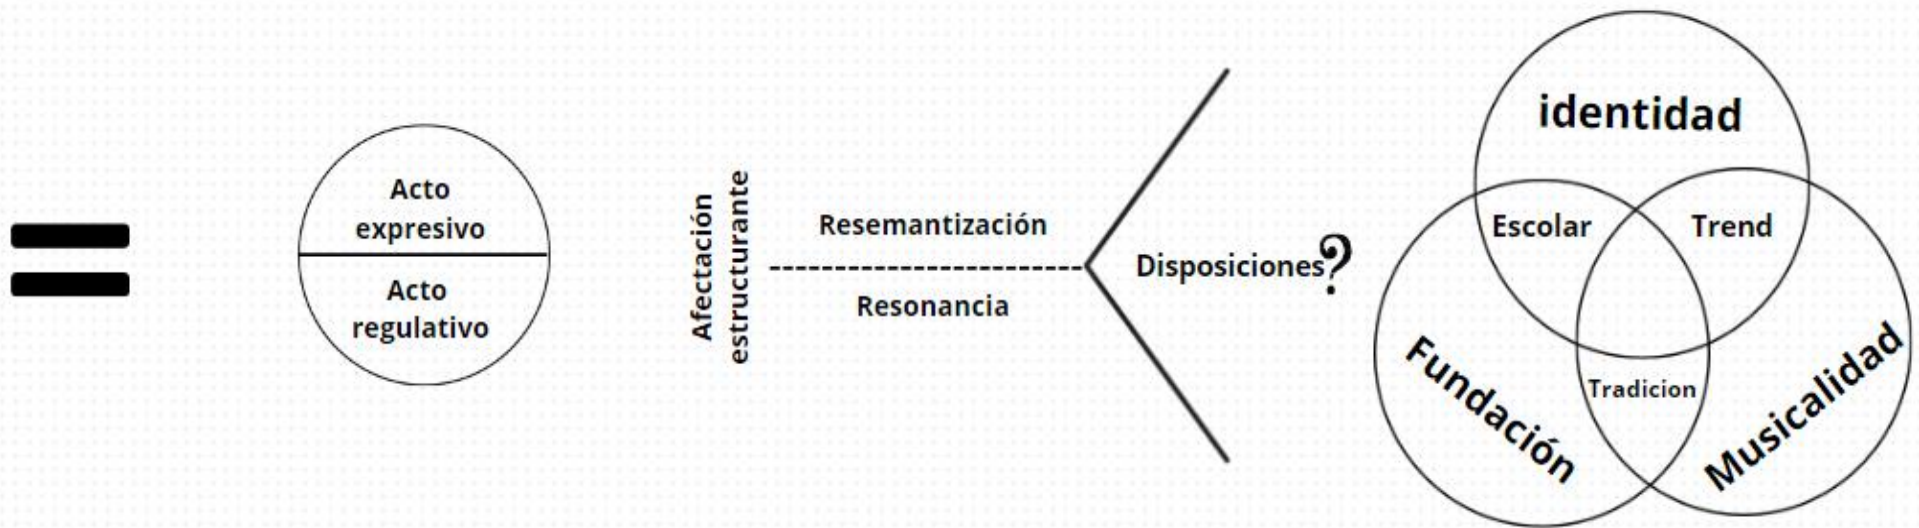 Acto
expresivo
Acto
regulativo
Afectación
estructurante
Resemantización
Resonancia
Disposiciones?
identidad
Escolar
Trend
Tradicion
Fundación
Musicalidad